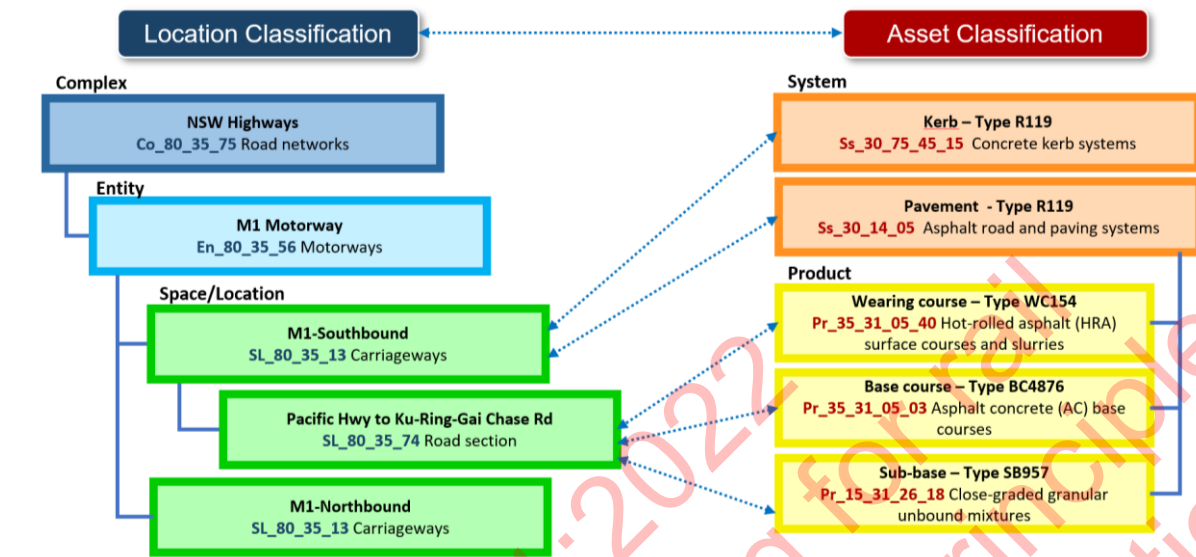 Location Classification
Asset Classification
Complex
NSW Highways
Co_80_35_75 Road networks
Entity
M1 Motorway
En_80_35_56 Motorways
Space/Location
M1-Southbound
SL_80_35_13 Carriageways
Pacific Hwy to Ku-Ring-Gai Chase Rd
SL_80_35_74 Road section
M1-Northbound
SL_80_35_13 Carriageways
System
Kerb – Type R119
Ss_30_75_45_15 Concrete kerb systems
Pavement - Type R119
Ss_30_14_05 Asphalt road and paving systems
Product
Wearing course – Type WC154
Pr_35_31_05_40 Hot-rolled asphalt (HRA)
surface courses and slurries
Base course – Type BC4876
Pr_35_31_05_03 Asphalt concrete (AC) base
courses
Sub-base – Type SB957
Pr_15_31_26_18 Close-graded granular
unbound mixtures
:2022
for rail